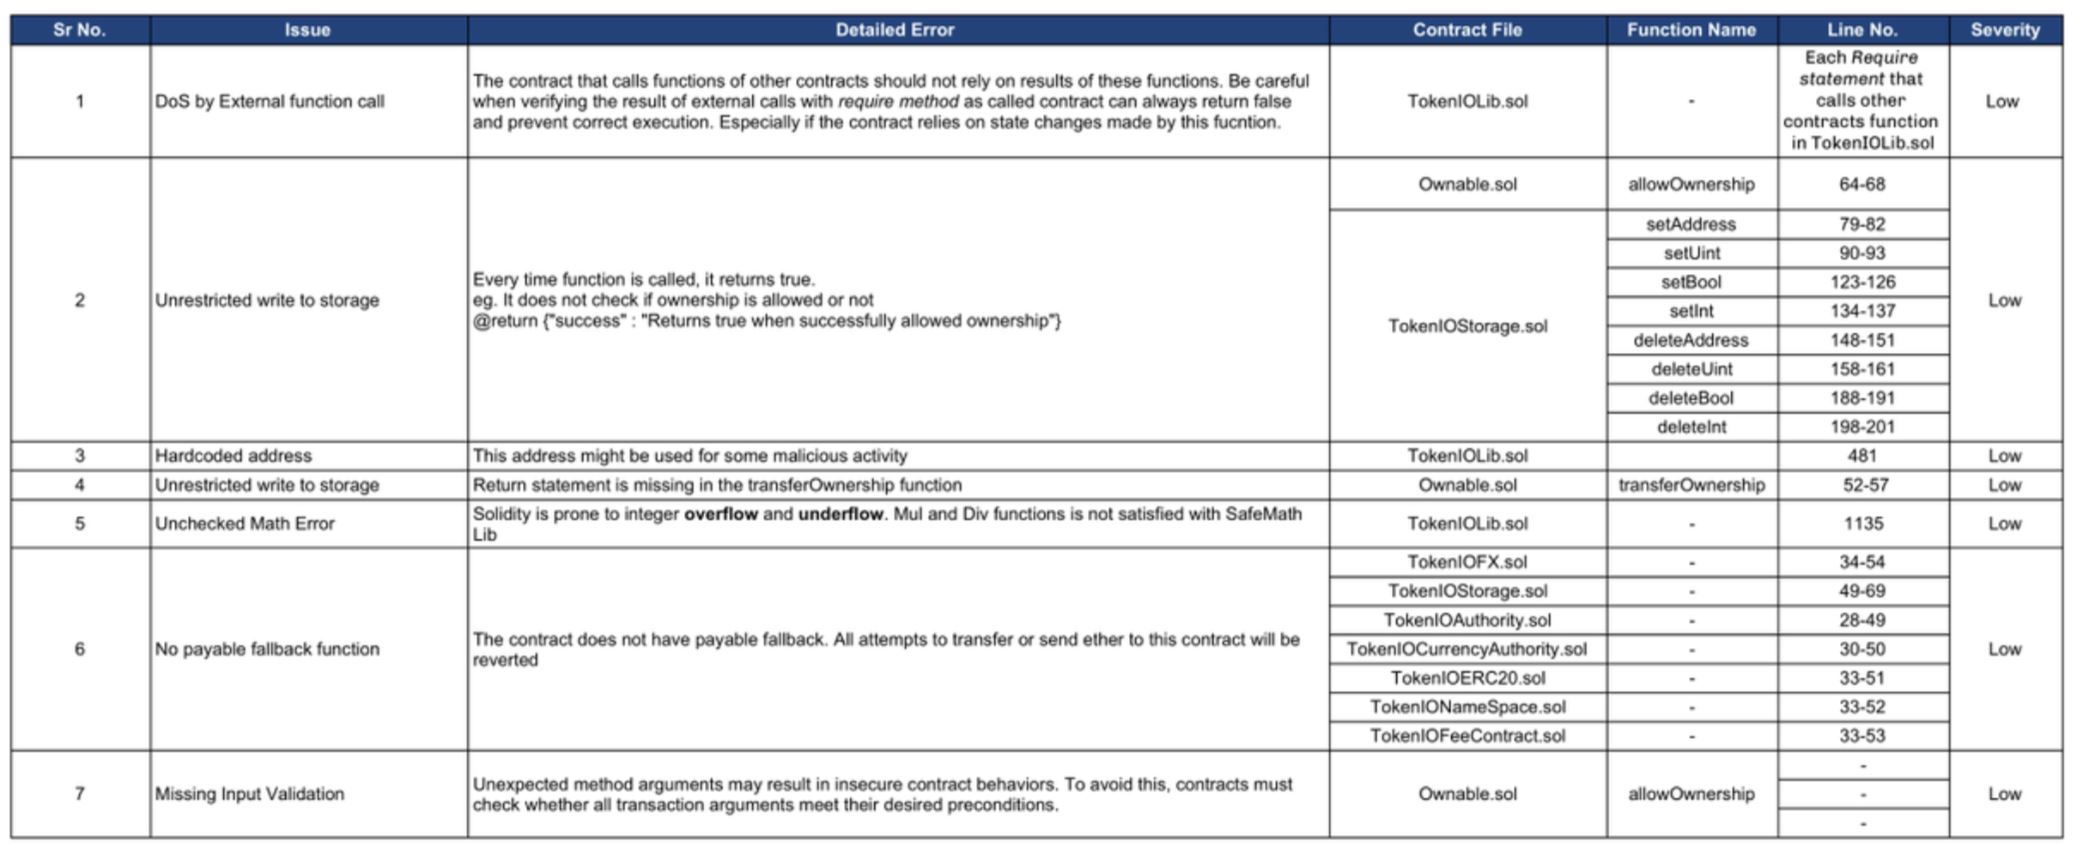 Sr No. Issue Detailed Error Contract File Function Name Line No. Severity
1 DoS by External function call
The contract that calls functions of other contracts should not rely on results of these functions. Be careful
when verifying the result of external calls with require method as called contract can always return false
and prevent correct execution. Especially if the contract relies on state changes made by this fucntion.
TokenIOLib.sol -
Each Require
statement that
calls other
contracts function
in TokenIOLib.sol
Low
2 Unrestricted write to storage
Every time function is called, it returns true.
eg. It does not check if ownership is allowed or not
@return {"success" : "Returns true when successfully allowed ownership"}
Ownable.sol allowOwnership 64-68
TokenIOStorage.sol
setAddress 79-82
setUint 90-93
setBool 123-126
setInt 134-137
deleteAddress 148-151
deleteUint 158-161
deleteBool 188-191
deleteInt 198-201
Low
3 Hardcoded address This address might be used for some malicious activity TokenIOLib.sol 481 Low
4 Unrestricted write to storage Return statement is missing in the transferOwnership function Ownable.sol transferOwnership 52-57 Low
5 Unchecked Math Error
Solidity is prone to integer overflow and underflow. Mul and Div functions is not satisfied with SafeMath
Lib
TokenIOLib.sol - 1135 Low
6 No payable fallback function
The contract does not have payable fallback. All attempts to transfer or send ether to this contract will be
reverted
TokenIOFX.sol - 34-54
TokenIOStorage.sol - 49-69
TokenIOAuthority.sol - 28-49
TokenIOCurrencyAuthority.sol - 30-50
TokenIOERC20.sol - 33-51
TokenIONameSpace.sol - 33-52
TokenIOFeeContract.sol - 33-53
Low
7 Missing Input Validation
Unexpected method arguments may result in insecure contract behaviors. To avoid this, contracts must
check whether all transaction arguments meet their desired preconditions.
Ownable.sol allowOwnership
-
-
-
Low